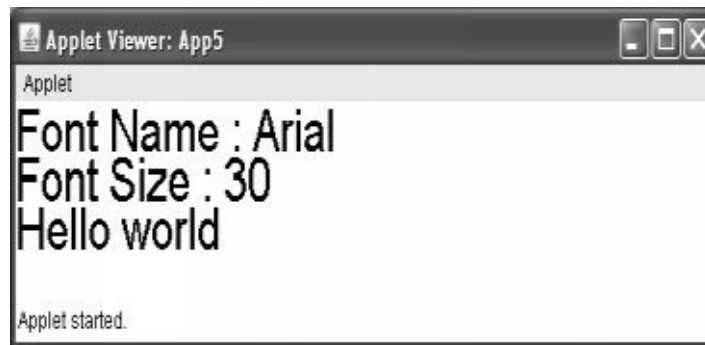 Applet Viewer: App5
Applet
Font Name : Arial
Font Size : 30
Hello world
Applet started.